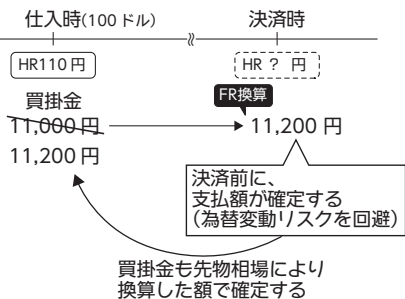 仕入時(100ドル)
決済時
HR110円
HR ? 円
買掛金
FR換算
11,000円
11,200円
11,200円
決済前に、
支払額が確定する
(為替変動リスクを回避)
買掛金も先物相場により
換算した額で確定する